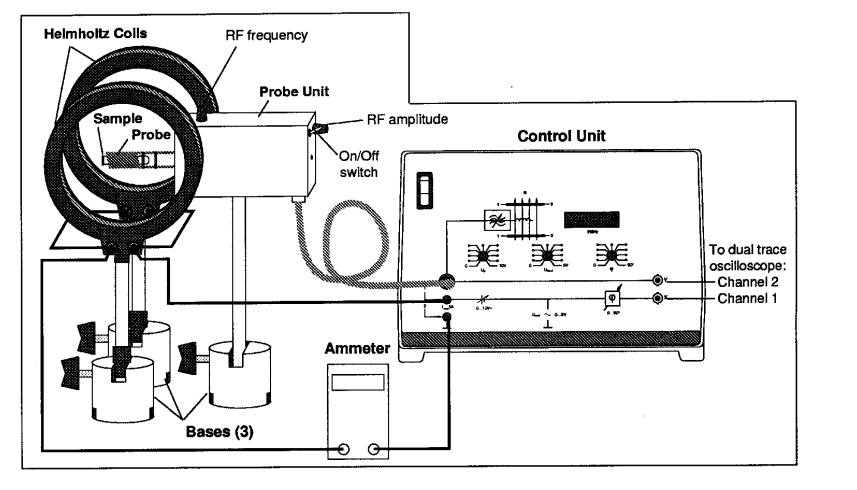 Helmholtz Coils
RF frequency
Probe Unit
Sample
Probe
RF amplitude
On/Off
switch
Control Unit
To dual trace
oscilloscope:
Channel 2
Channel 1
Ammeter
Bases (3)
φ